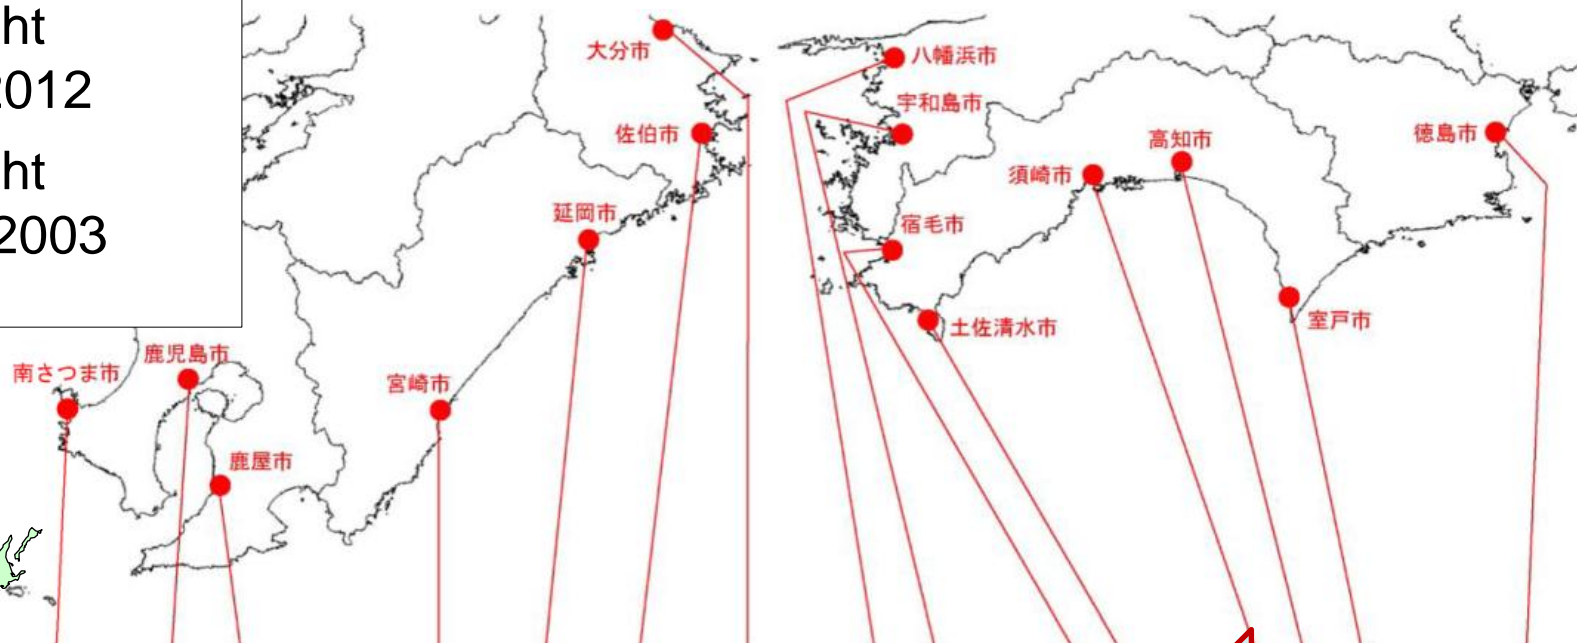 ht
2012
ht
2003
大分市
八幡浜市
宇和島市
佐伯市
高知市
徳島市
須崎市
延岡市
宿毛市
室戸市
土佐清水市
鹿児島市
南さつま市
宮崎市
鹿屋市